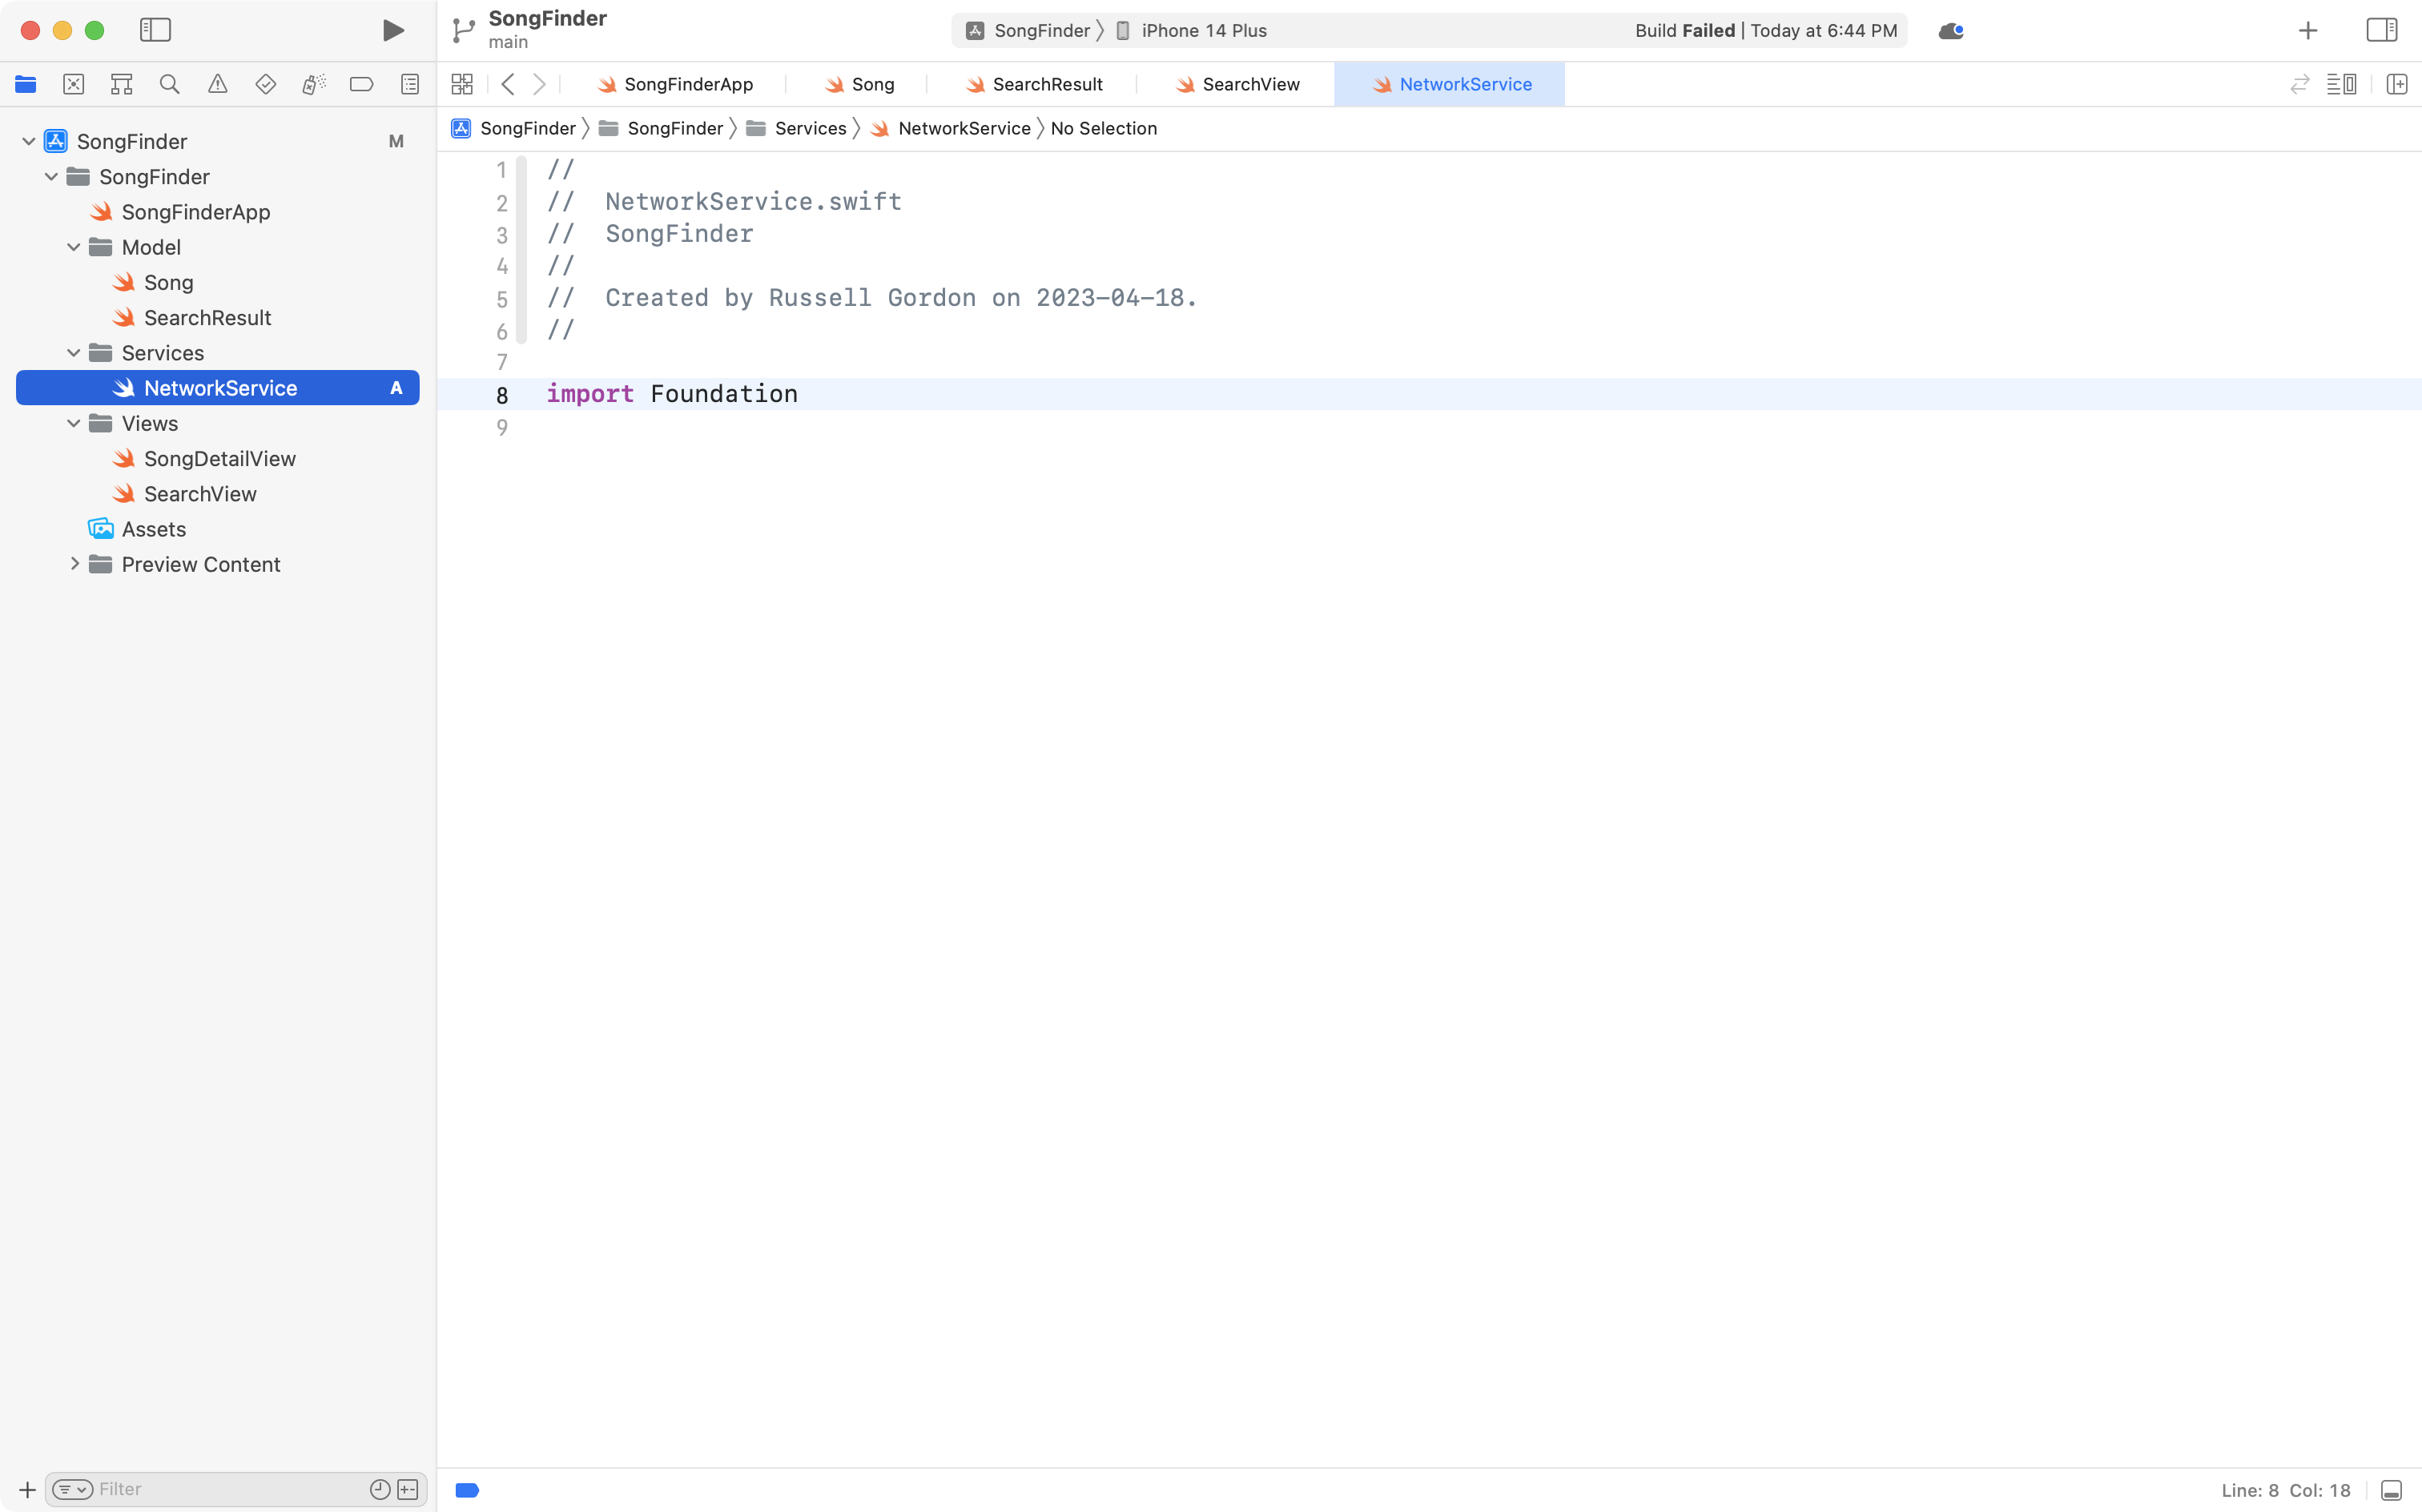 SongFinder
main
SongFinder 〉 iPhone 14 Plus
Build Failed | Today at 6:44 PM
SongFinderApp
Song
SearchResult
SearchView
NetworkService
SongFinder 〉 SongFinder 〉 Services 〉 NetworkService 〉 No Selection
SongFinder M
SongFinder
SongFinderApp
Model
Song
SearchResult
Services
NetworkService A
Views
SongDetailView
SearchView
Assets
Preview Content
Filter
1 //
2 //  NetworkService.swift
3 //  SongFinder
4 //
5 //  Created by Russell Gordon on 2023-04-18.
6 //
7
8 import Foundation
9
Line: 8 Col: 18